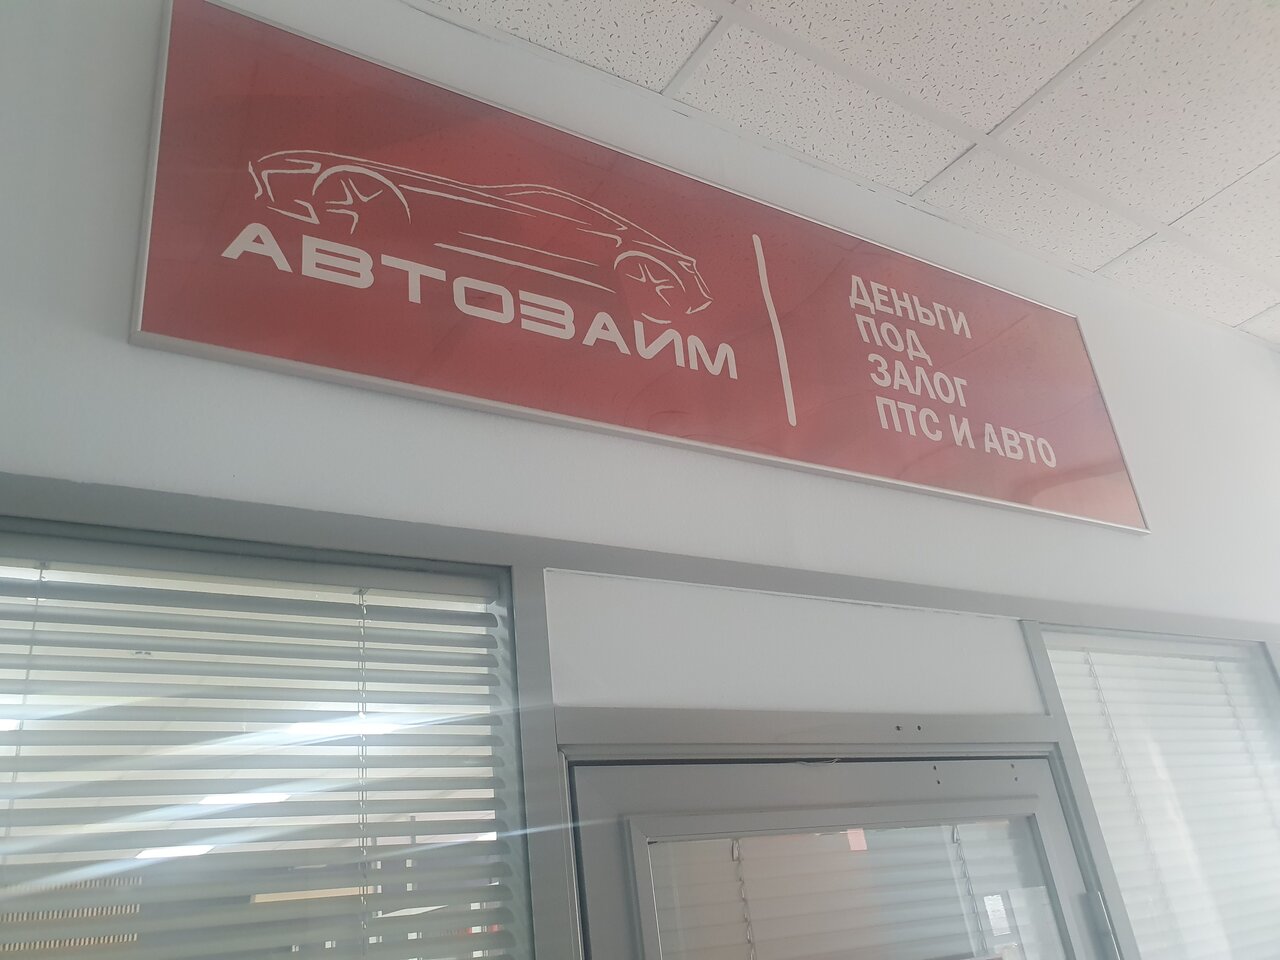 АВТОЗАЙМ
ДЕНЬГИ
ПОД
ЗАЛОГ
ПТС И АВТО